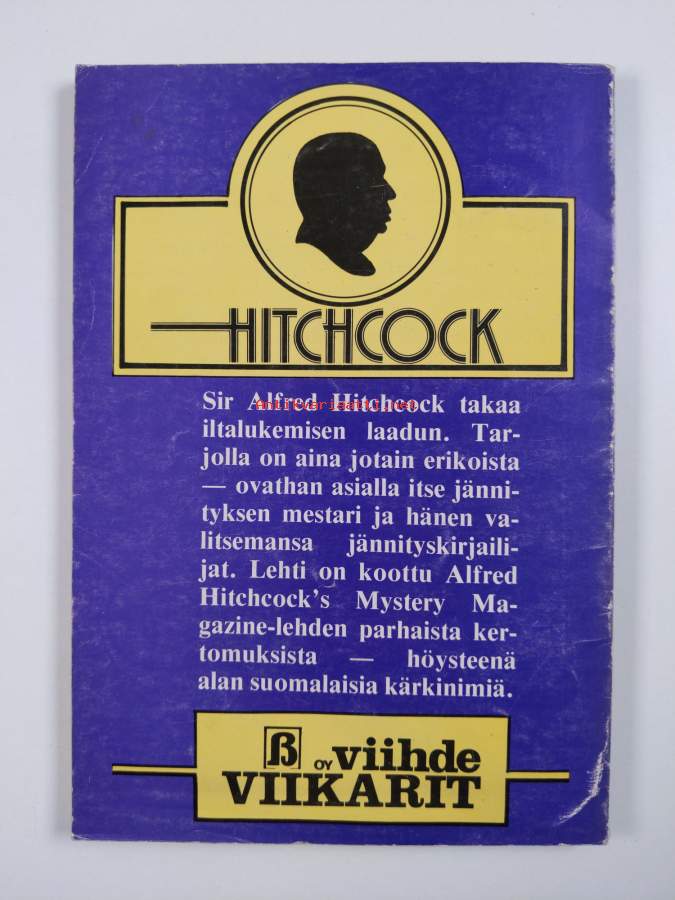 HITCHCOCK
Sir Alfred Hitchcock takaa
Antikvariaatti.net
iltalukemisen laadun. Tar-
jolla on aina jotain erikoista
— ovathan asialla itse jänni-
tyksen mestari ja hänen va-
litsemansa jännityskirjaili-
jat. Lehti on koottu Alfred
Hitchcock's Mystery Ma-
gazine-lehden parhaista ker-
tomuksista — höysteenä
alan suomalaisia kärkinimiä.
ß OY viihde
VIIKARIT